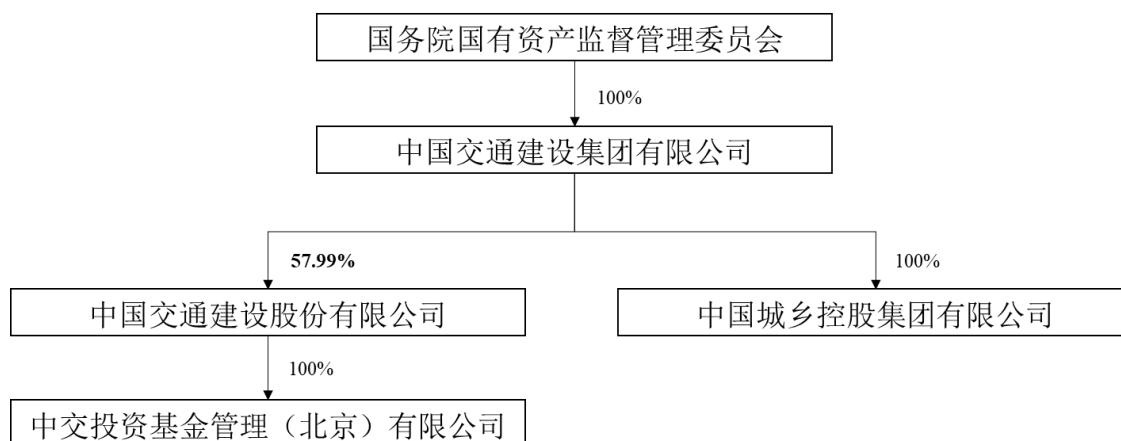 国务院国有资产监督管理委员会
100%
中国交通建设集团有限公司
57.99%
100%
中国交通建设股份有限公司
中国城乡控股集团有限公司
100%
中交投资基金管理（北京）有限公司